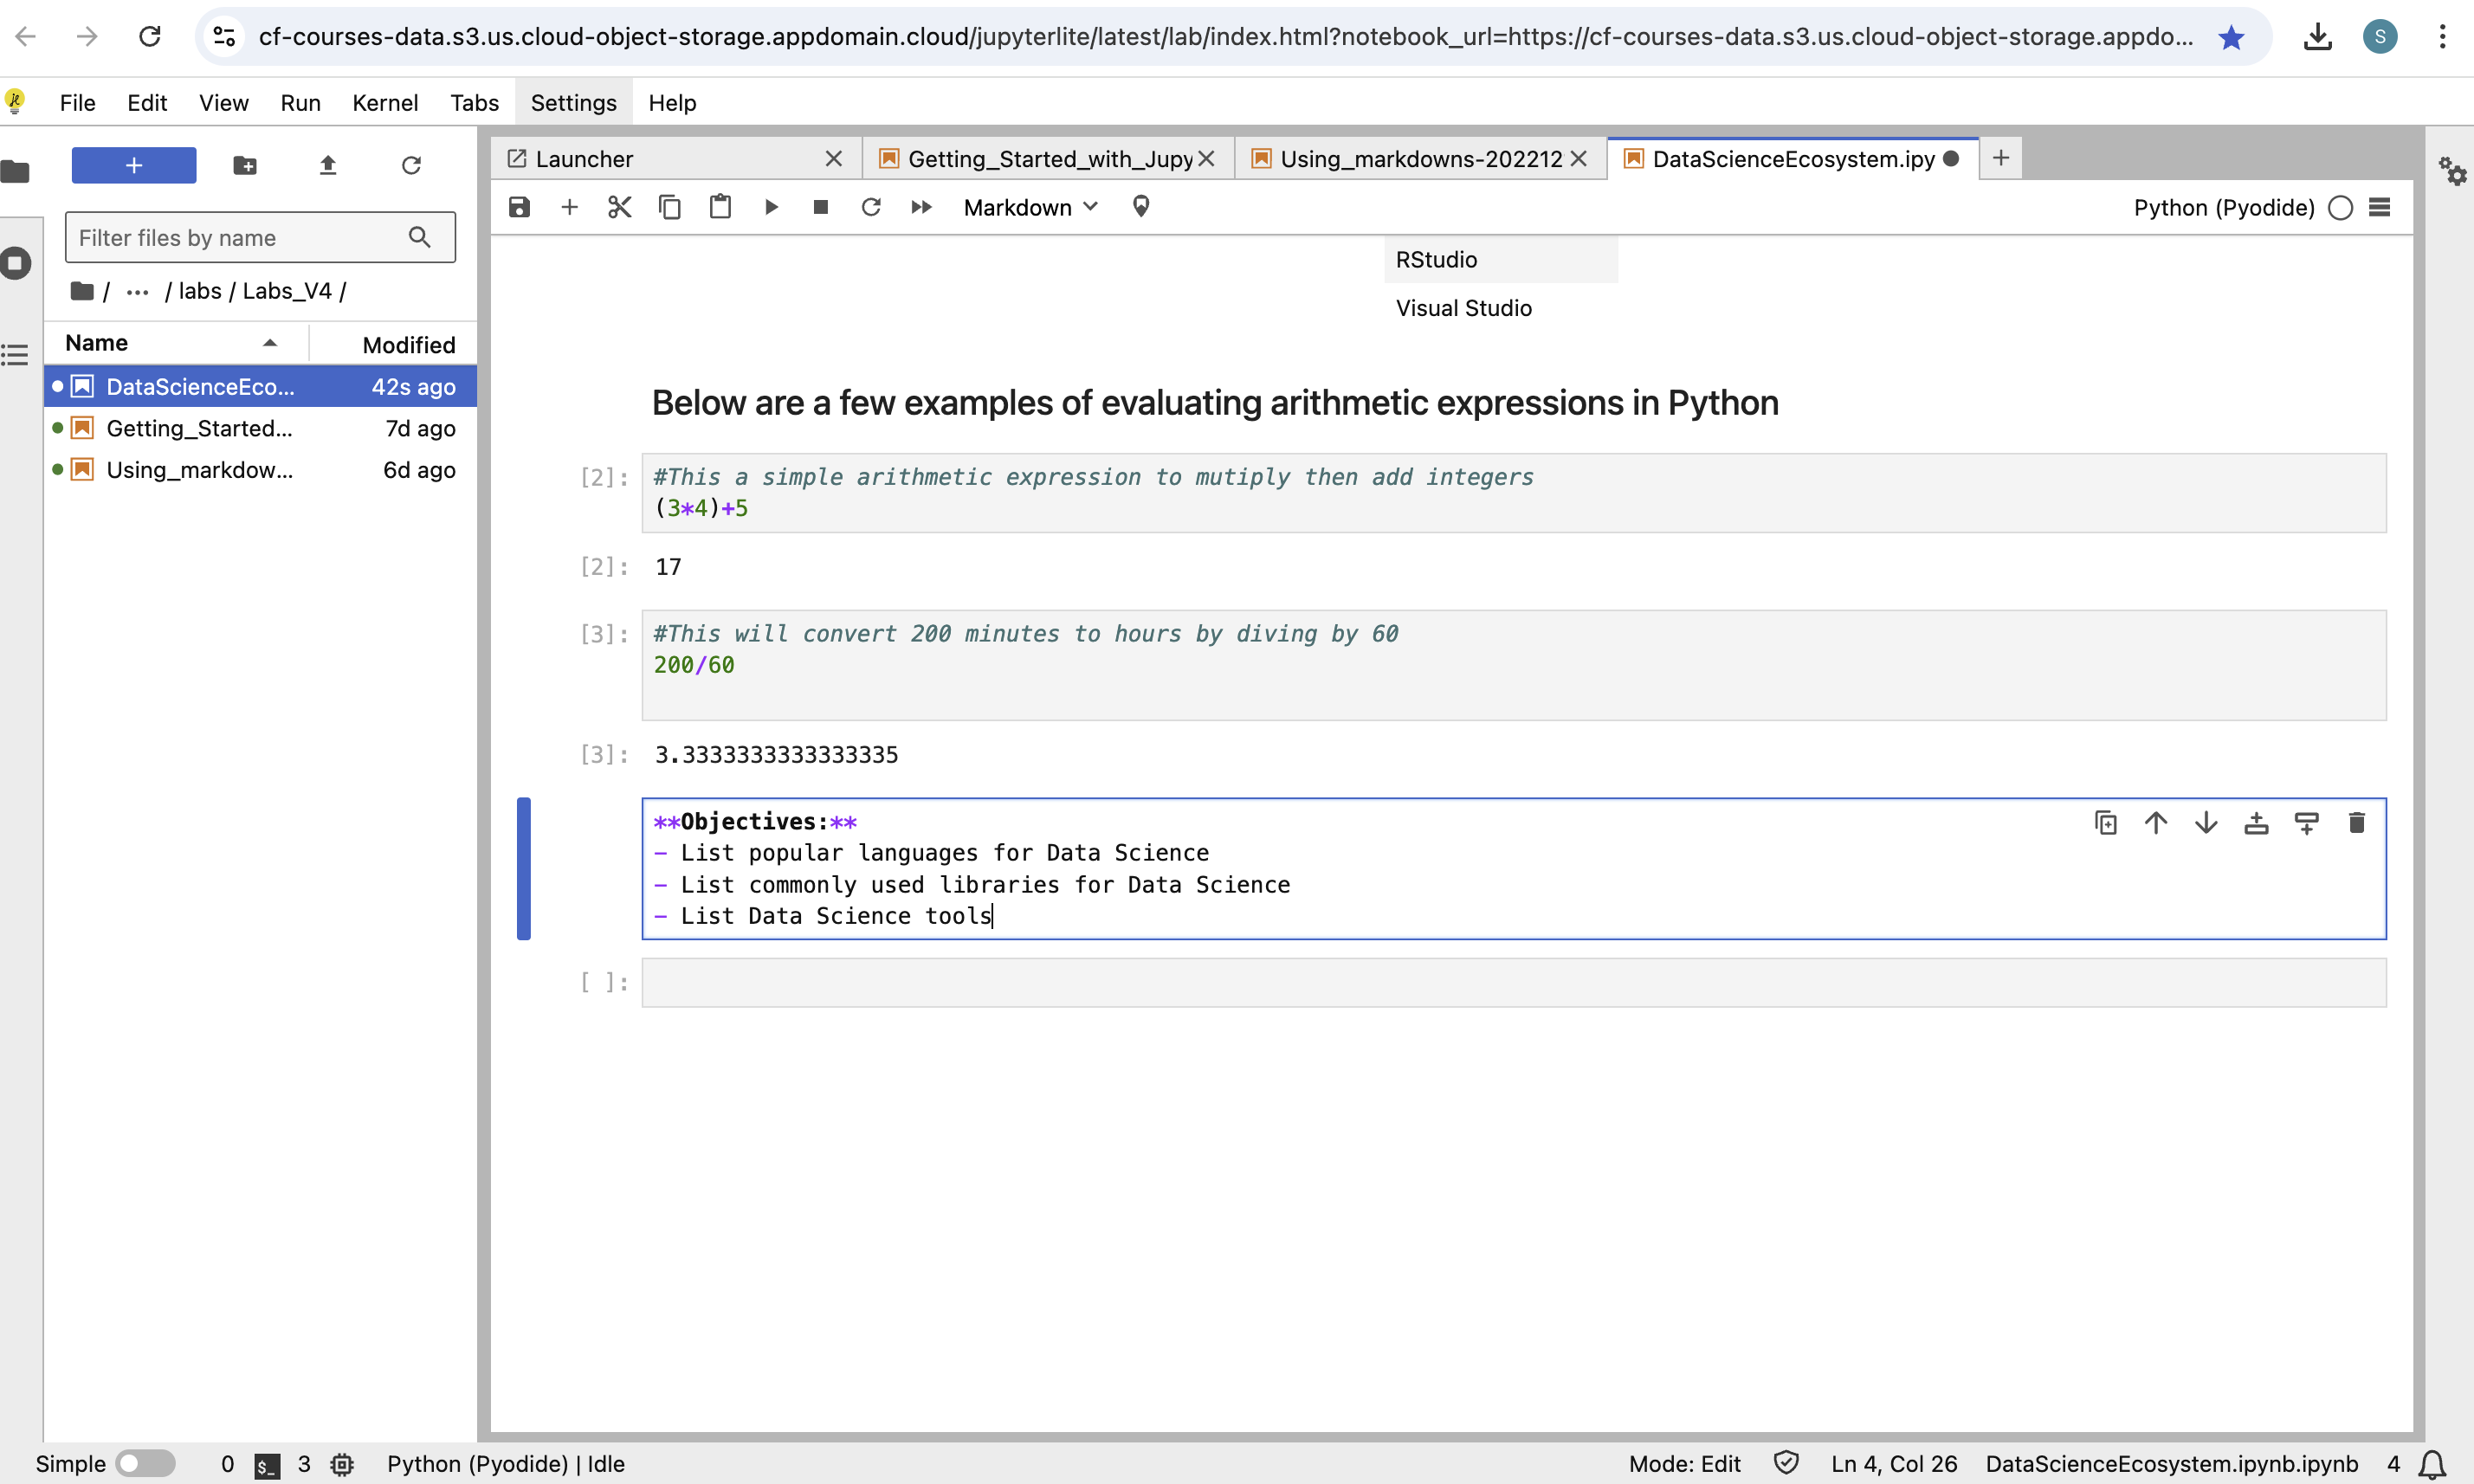 cf-courses-data.s3.us.cloud-object-storage.appdomain.cloud/jupyterlite/latest/lab/index.html?notebook_url=https://cf-courses-data.s3.us.cloud-object-storage.appdo...
S
File Edit View Run Kernel Tabs Settings Help
Launcher
Getting_Started_with_Jupy
Using_markdowns-202212
DataScienceEcosystem.ipy
Markdown
Python (Pyodide)
Filter files by name
/ ... / labs / Labs_V4 /
Name Modified
DataScienceEco... 42s ago
Getting_Started... 7d ago
Using_markdow... 6d ago
RStudio
Visual Studio
Below are a few examples of evaluating arithmetic expressions in Python
[2]: #This a simple arithmetic expression to mutiply then add integers
(3*4)+5
[2]: 17
[3]: #This will convert 200 minutes to hours by diving by 60
200/60
[3]: 3.3333333333333335
**Objectives:**
- List popular languages for Data Science
- List commonly used libraries for Data Science
- List Data Science tools
[ ]:
Simple 0 $_ 3 Python (Pyodide) | Idle Mode: Edit Ln 4, Col 26 DataScienceEcosystem.ipynb.ipynb 4